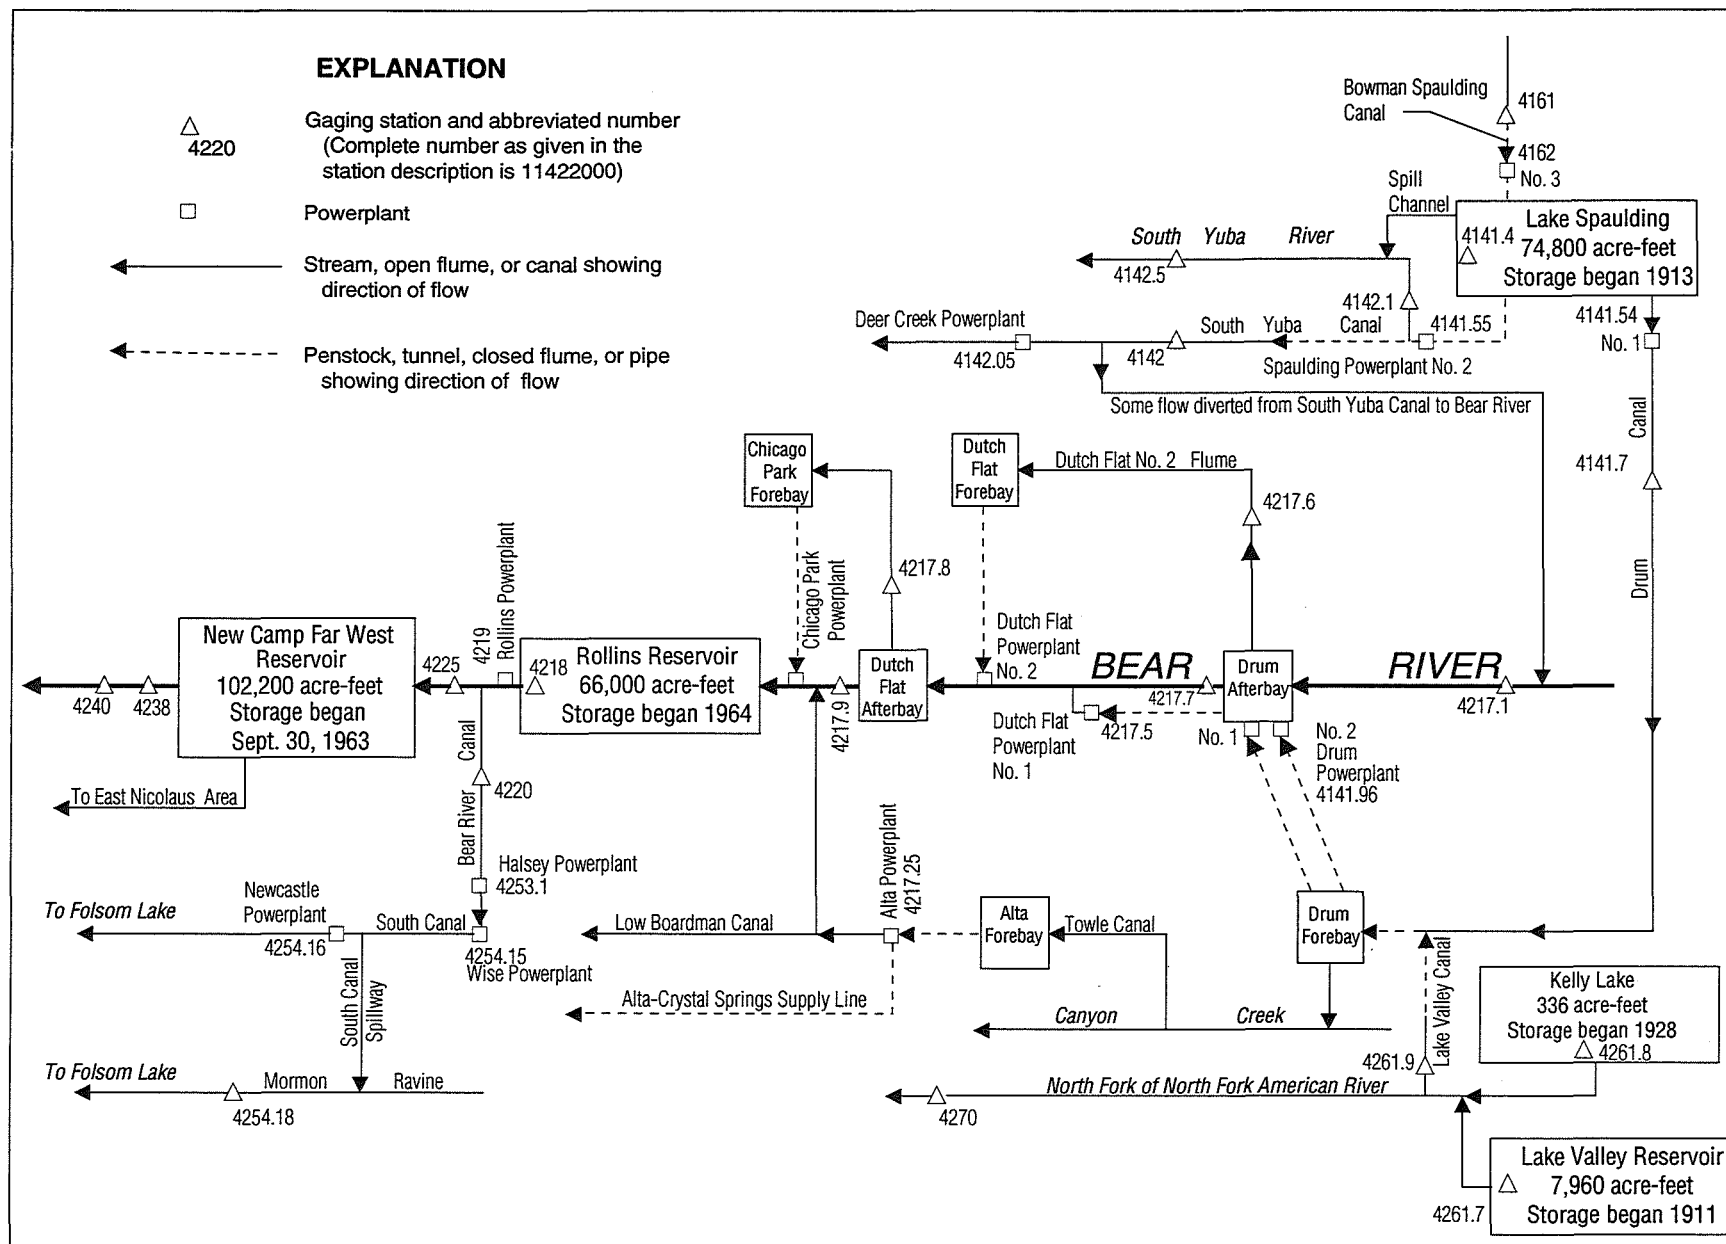 EXPLANATION
Gaging station and abbreviated number
4220
(Complete number as given in the
station description is 11422000)
Powerplant
Stream, open flume, or canal showing
direction of flow
Penstock, tunnel, closed flume, or pipe
showing direction of flow
Bowman Spaulding
Canal
4161
4162
No. 3
Spill
Channel
Lake Spaulding
4141.4
74,800 acre-feet
Storage began 1913
South Yuba River
4142.5
4142.1
4141.54
No. 1
Deer Creek Powerplant
4142.05
4142
South Yuba Canal
4141.55
Spaulding Powerplant No. 2
Some flow diverted from South Yuba Canal to Bear River
Canal
4141.7
Drum
Chicago
Park
Forebay
Dutch
Flat
Forebay
Dutch Flat No. 2 Flume
4217.6
4217.8
Chicago Park
Powerplant
Rollins Powerplant
4219
New Camp Far West
Reservoir
102,200 acre-feet
Storage began
Sept. 30, 1963
4240
4238
4225
4218
Rollins Reservoir
66,000 acre-feet
Storage began 1964
4217.9
Dutch
Flat
Afterbay
Dutch Flat
Powerplant
No. 2
BEAR RIVER
4217.7
Drum
Afterbay
4217.1
Dutch Flat
Powerplant
No. 1
4217.5
No. 1
No. 2
Drum
Powerplant
4141.96
To East Nicolaus Area
Canal
4220
Bear River
Halsey Powerplant
4253.1
Newcastle
Powerplant
To Folsom Lake
4254.16
South Canal
4254.15
Wise Powerplant
South Canal
Spillway
Low Boardman Canal
Alta Powerplant
4217.25
Alta
Forebay
Towle Canal
Drum
Forebay
Alta-Crystal Springs Supply Line
Canyon Creek
Lake Valley Canal
4261.9
Kelly Lake
336 acre-feet
Storage began 1928
4261.8
To Folsom Lake
Mormon Ravine
4254.18
North Fork of North Fork American River
4270
Lake Valley Reservoir
7,960 acre-feet
Storage began 1911
4261.7